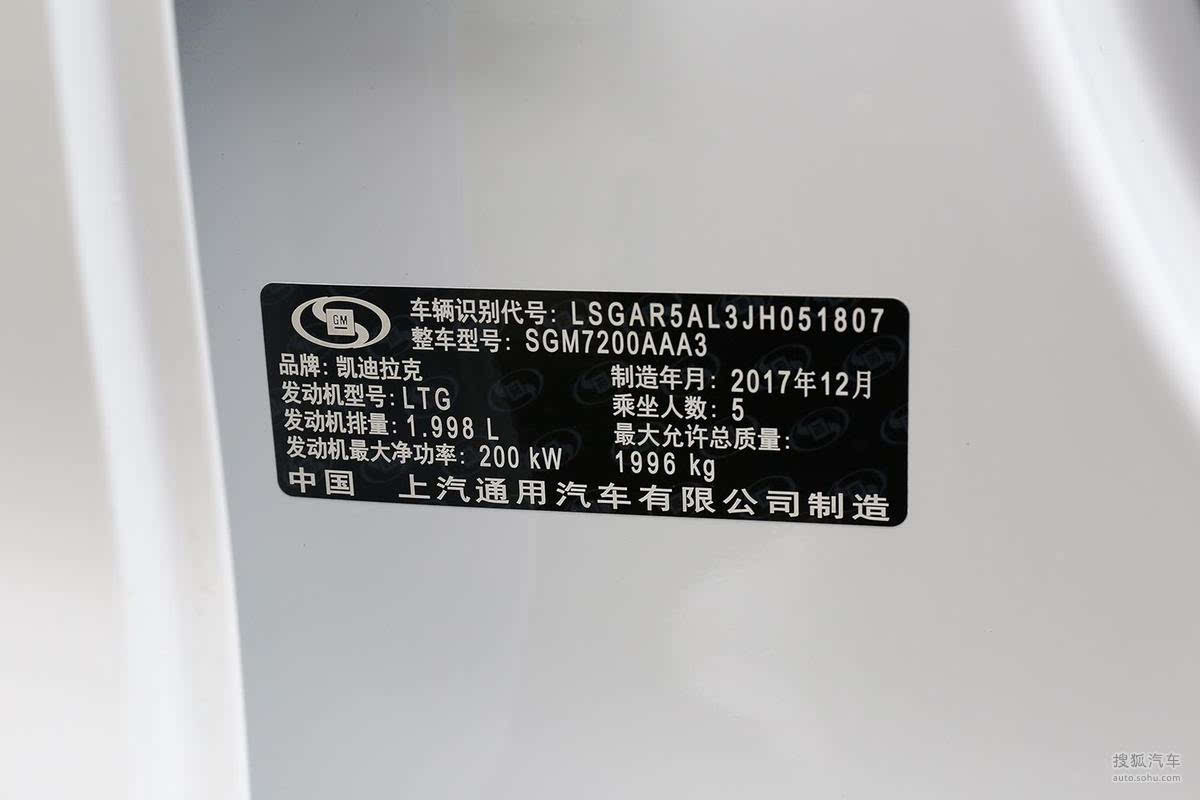 GM
车辆识别代号: LSGAR5AL3JH051807
整车型号: SGM7200AAA3
品牌: 凯迪拉克
制造年月: 2017年12月
发动机型号: LTG
乘坐人数: 5
发动机排量: 1.998 L
最大允许总质量:
发动机最大净功率: 200 kW
1996 kg
中国 上汽通用汽车有限公司制造
搜狐汽车
auto.sohu.com